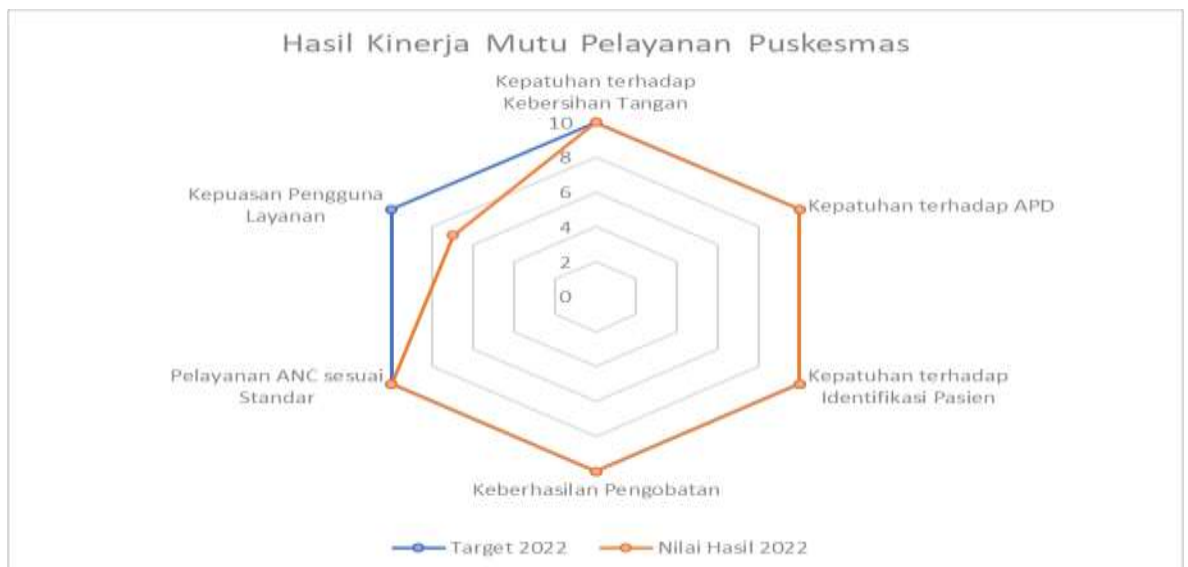 Hasil Kinerja Mutu Pelayanan Puskesmas
Kepatuhan terhadap
Kebersihan Tangan
10
8
6
4
2
0
Kepuasan Pengguna
Layanan
Kepatuhan terhadap APD
Pelayanan ANC sesuai
Standar
Kepatuhan terhadap
Identifikasi Pasien
Keberhasilan Pengobatan
Target 2022
Nilai Hasil 2022